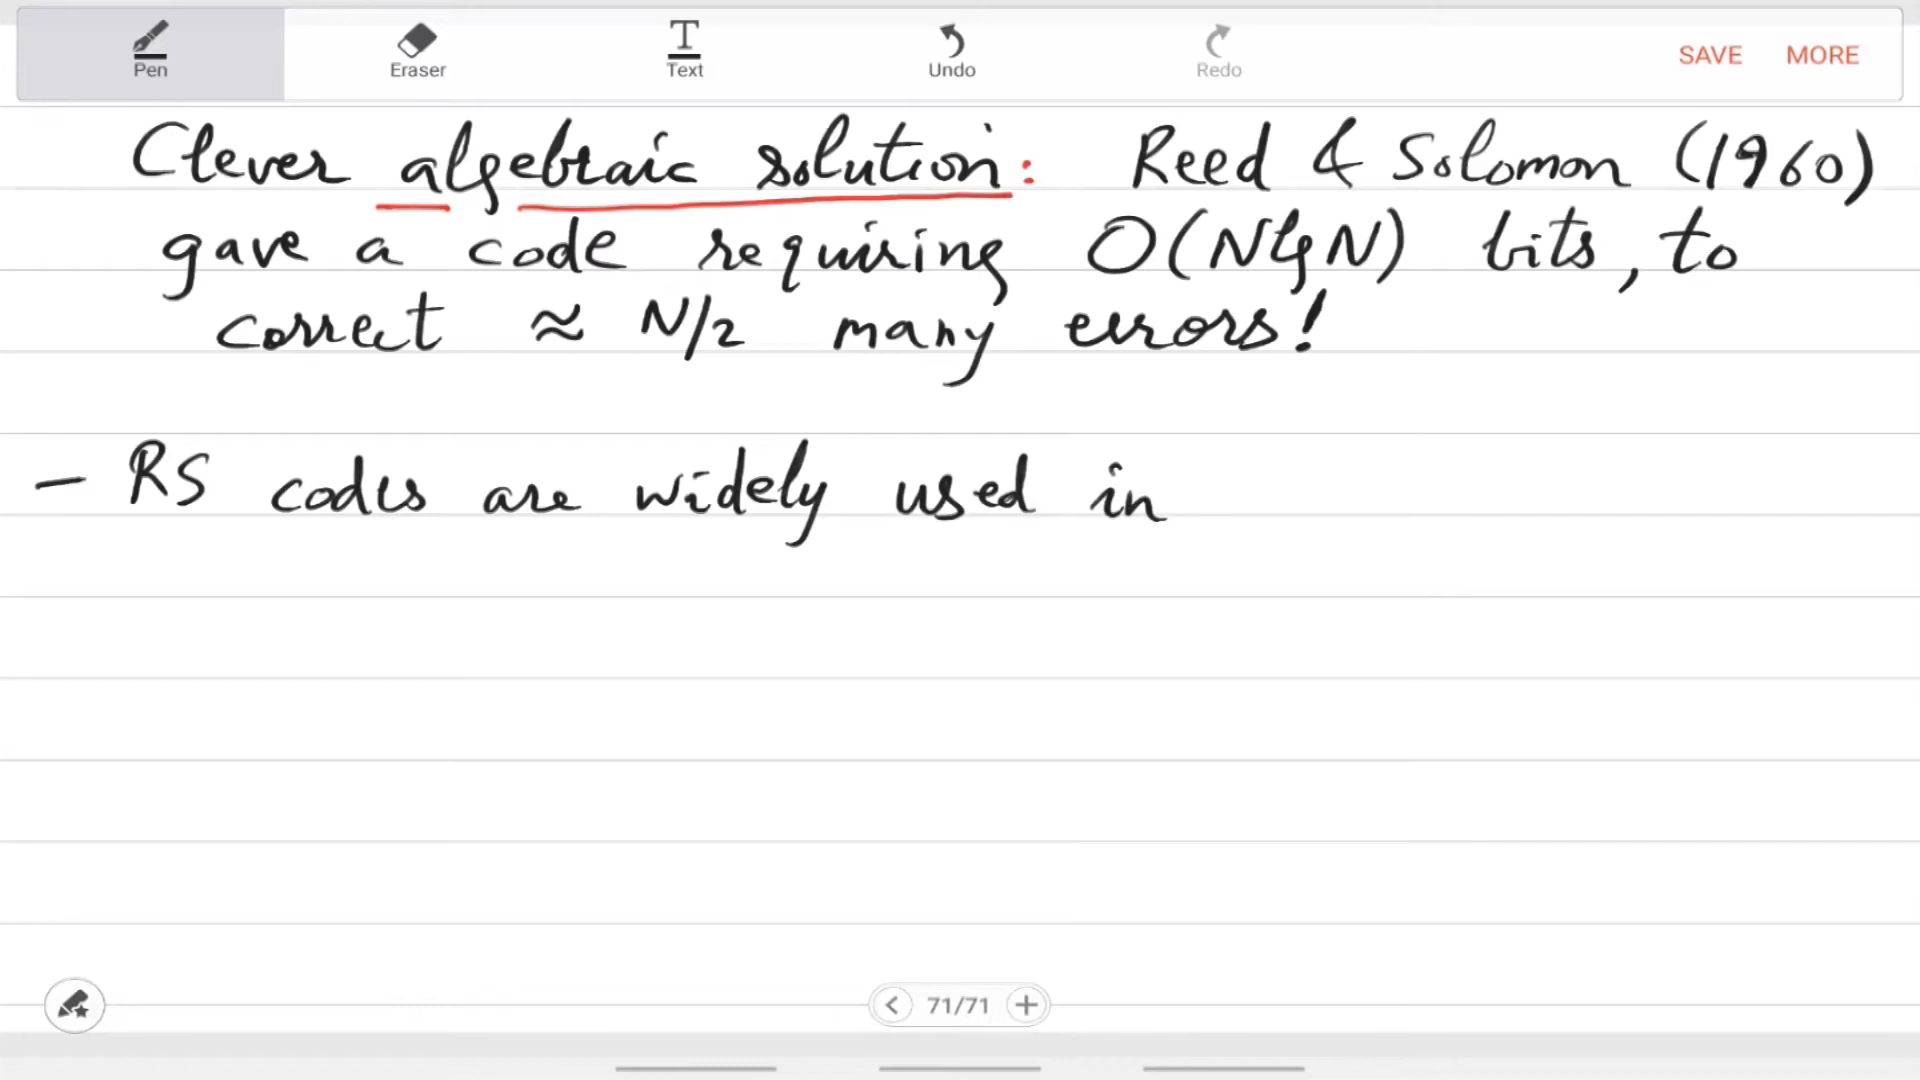 Pen Eraser Text Undo Redo SAVE MORE
Clever algebraic solution: Reed & Solomon (1960)
gave a code requiring O(NlgN) bits, to
correct ≈ N/2 many errors!
- RS codes are widely used in
71/71